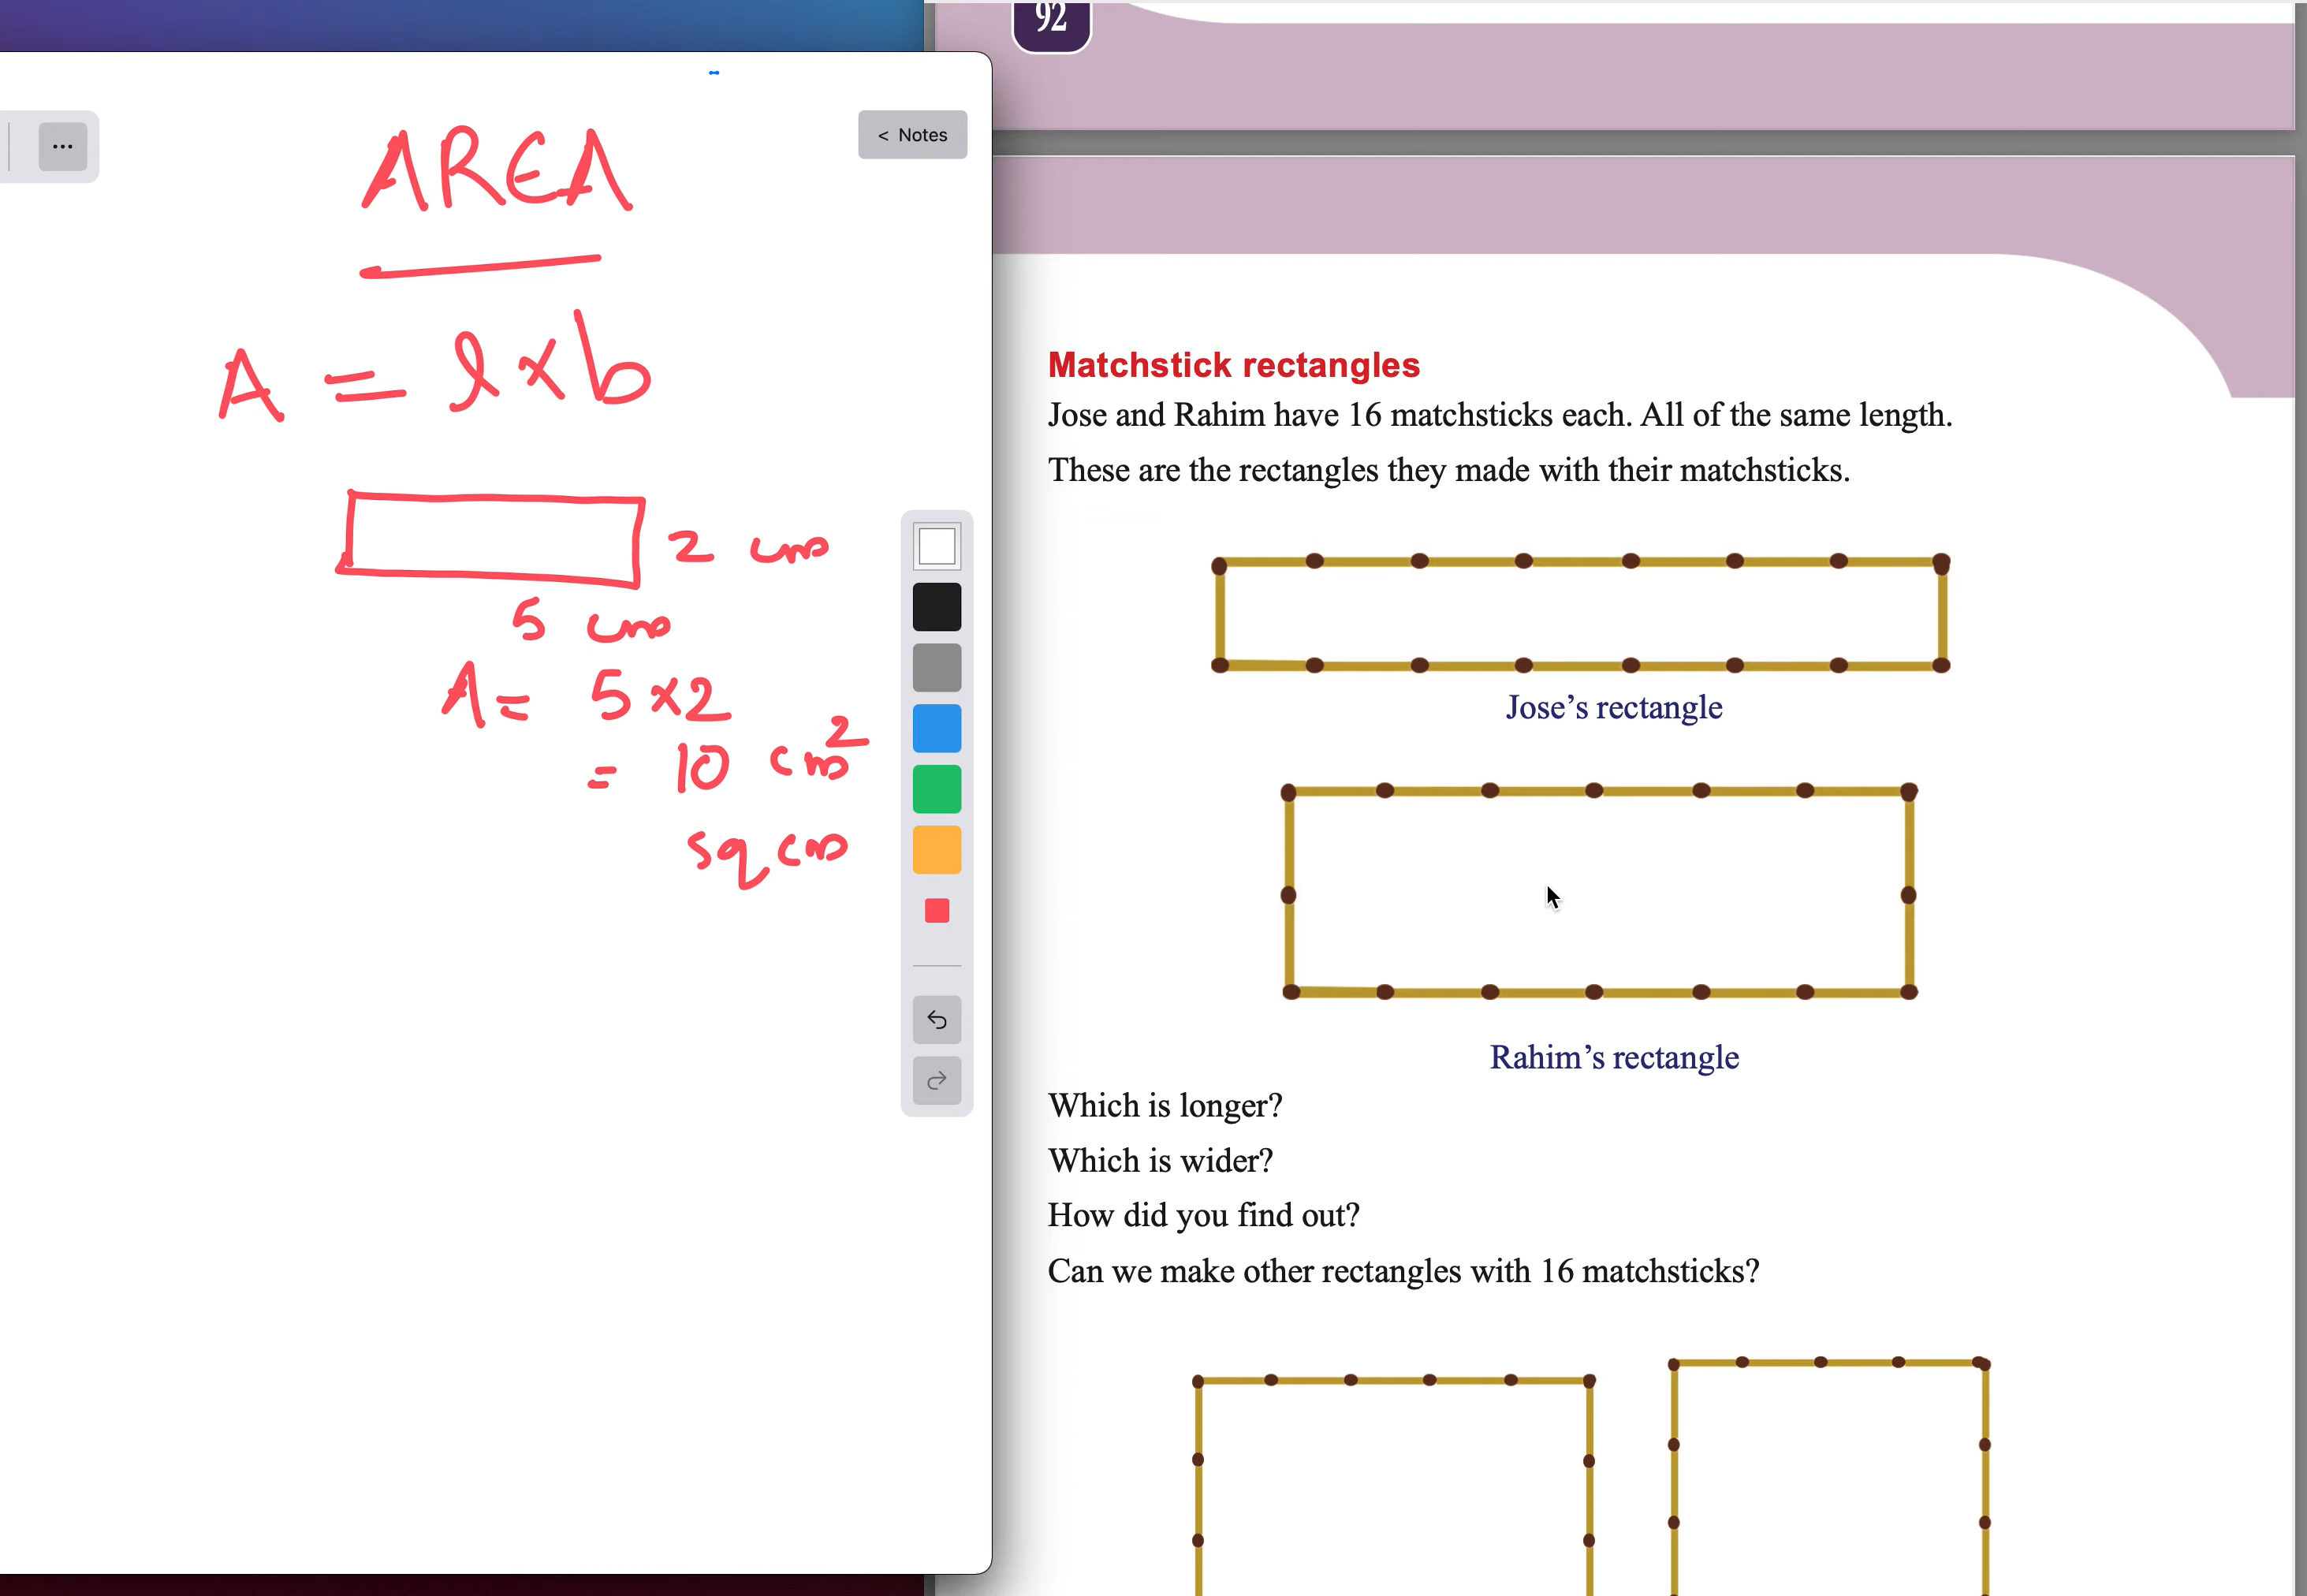 92
< Notes
AREA
A = l × b
2 cm
5 cm
A = 5 × 2
= 10 cm²
sq cm
Matchstick rectangles
Jose and Rahim have 16 matchsticks each. All of the same length.
These are the rectangles they made with their matchsticks.
Jose’s rectangle
Rahim’s rectangle
Which is longer?
Which is wider?
How did you find out?
Can we make other rectangles with 16 matchsticks?